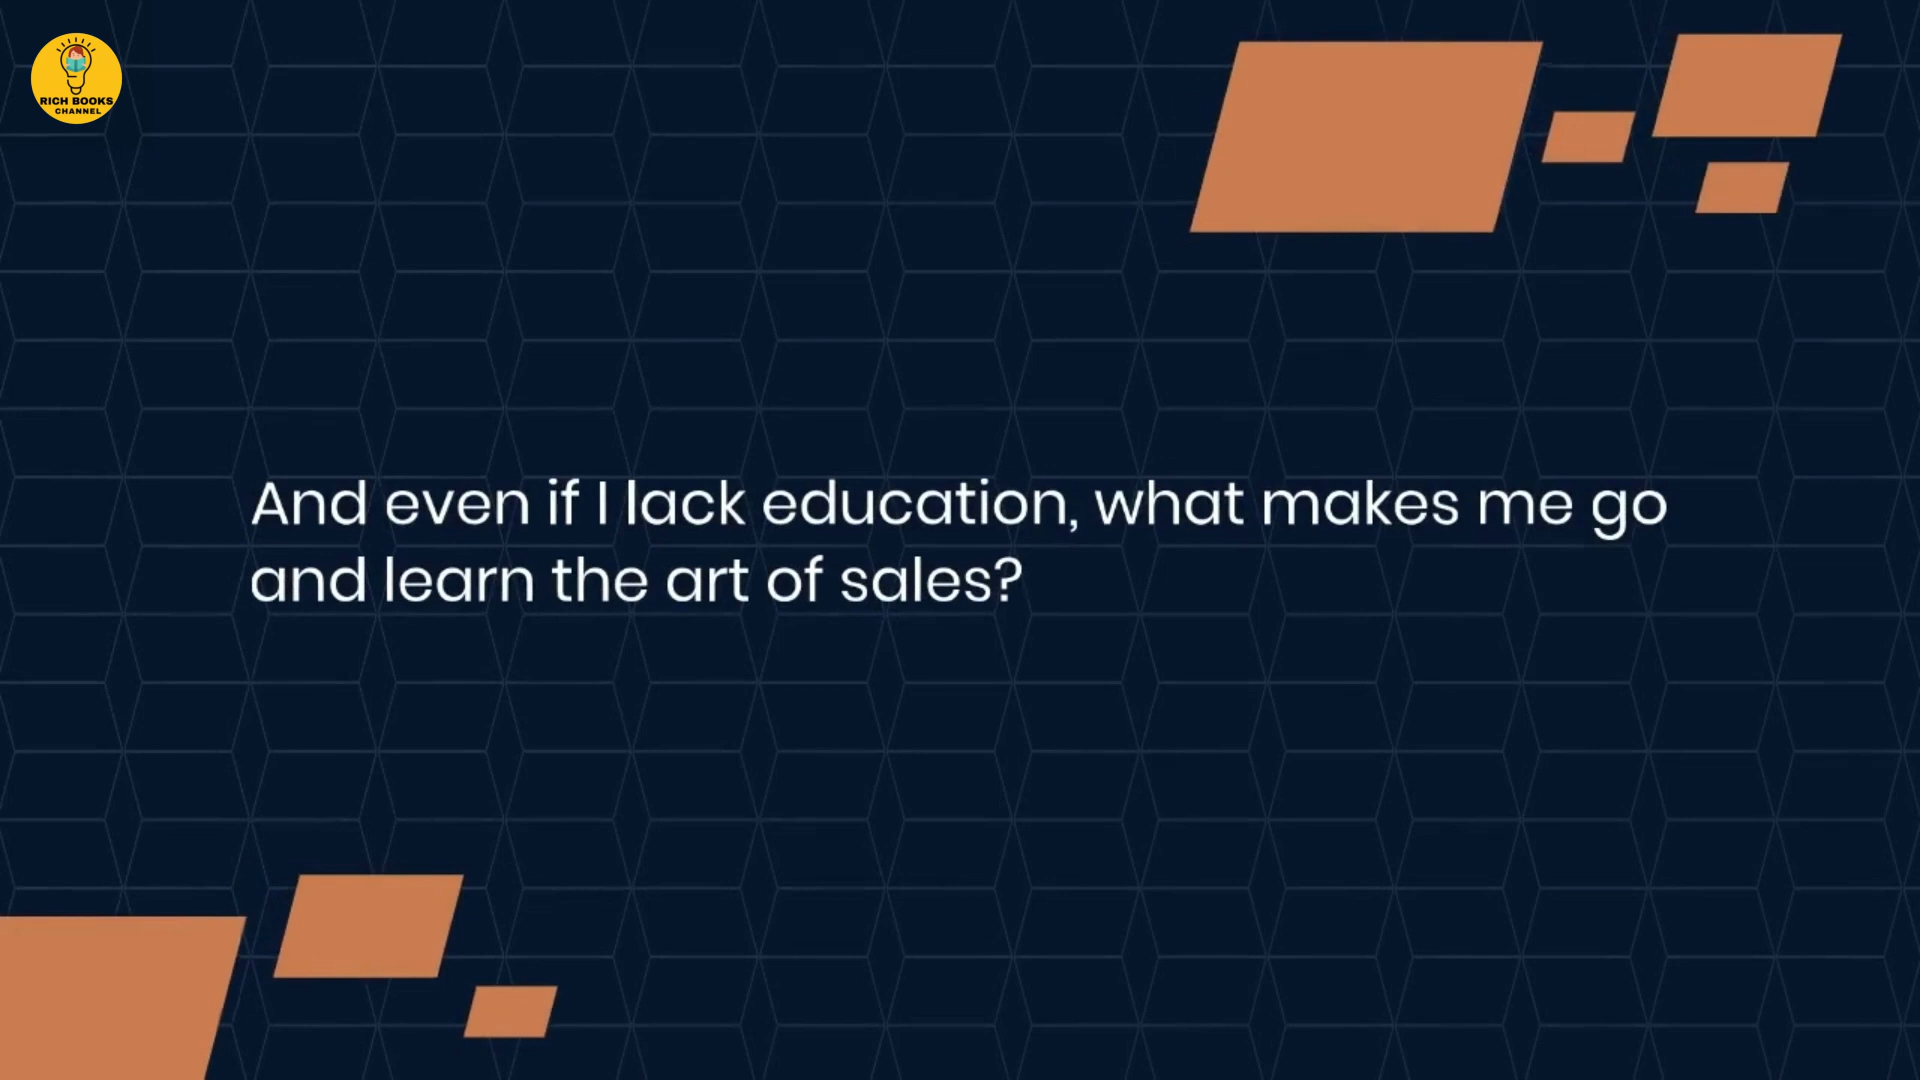 RICH BOOKS
CHANNEL
And even if I lack education, what makes me go
and learn the art of sales?